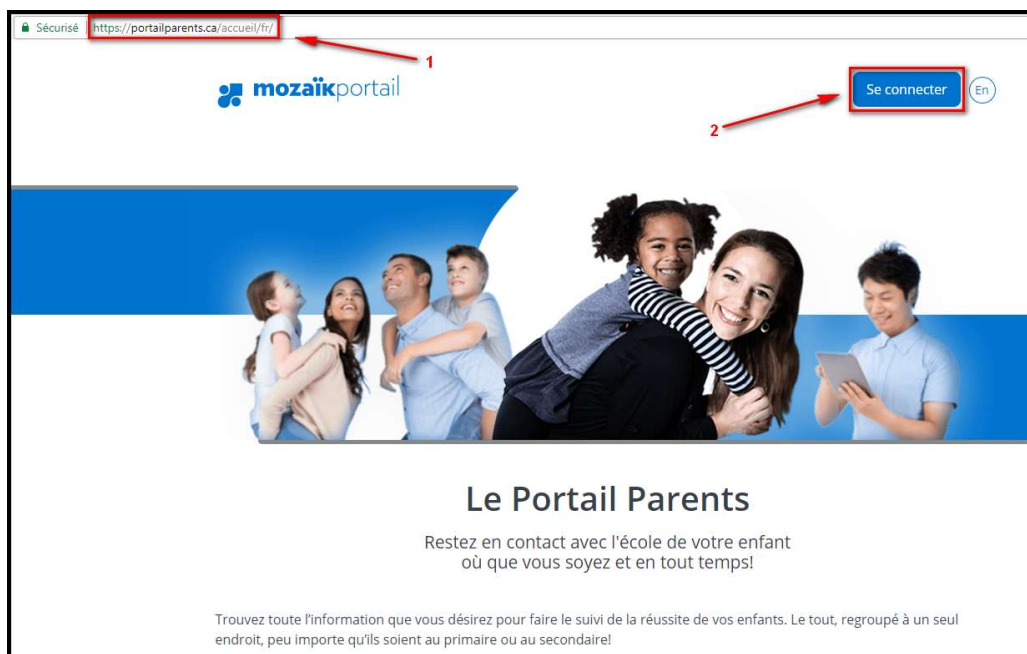 Sécurisé https://portailparents.ca/accueil/fr/
1
mozaïkportail
Se connecter
En
2
Le Portail Parents
Restez en contact avec l'école de votre enfant
où que vous soyez et en tout temps!
Trouvez toute l'information que vous désirez pour faire le suivi de la réussite de vos enfants. Le tout, regroupé à un seul
endroit, peu importe qu'ils soient au primaire ou au secondaire!